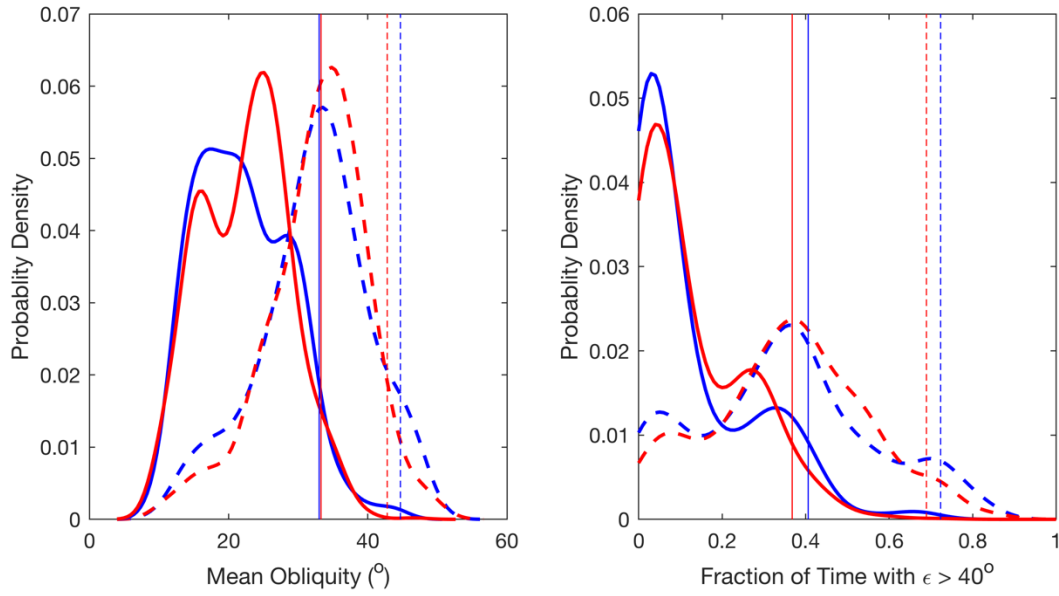 0.07
0.06
0.05
0.04
0.03
0.02
0.01
0
Probablity Density
0 20 40 60
Mean Obliquity (°)
0.06
0.05
0.04
0.03
0.02
0.01
0
Probablity Density
0 0.2 0.4 0.6 0.8 1
Fraction of Time with ϵ > 40°